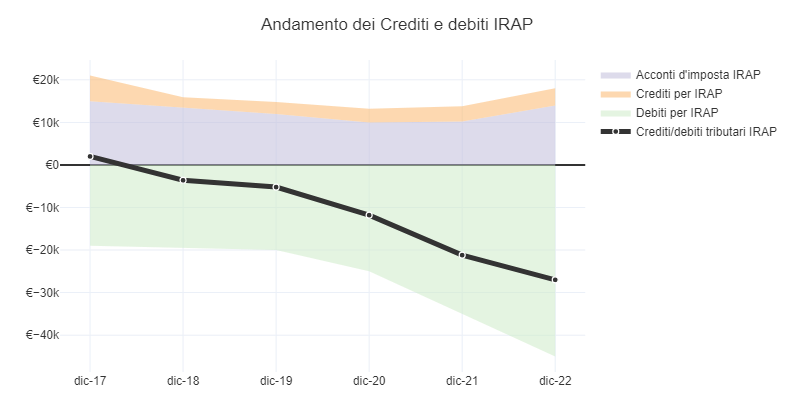 Andamento dei Crediti e debiti IRAP
€20k
€10k
€0
€−10k
€−20k
€−30k
€−40k
dic-17
dic-18
dic-19
dic-20
dic-21
dic-22
Acconti d'imposta IRAP
Crediti per IRAP
Debiti per IRAP
Crediti/debiti tributari IRAP